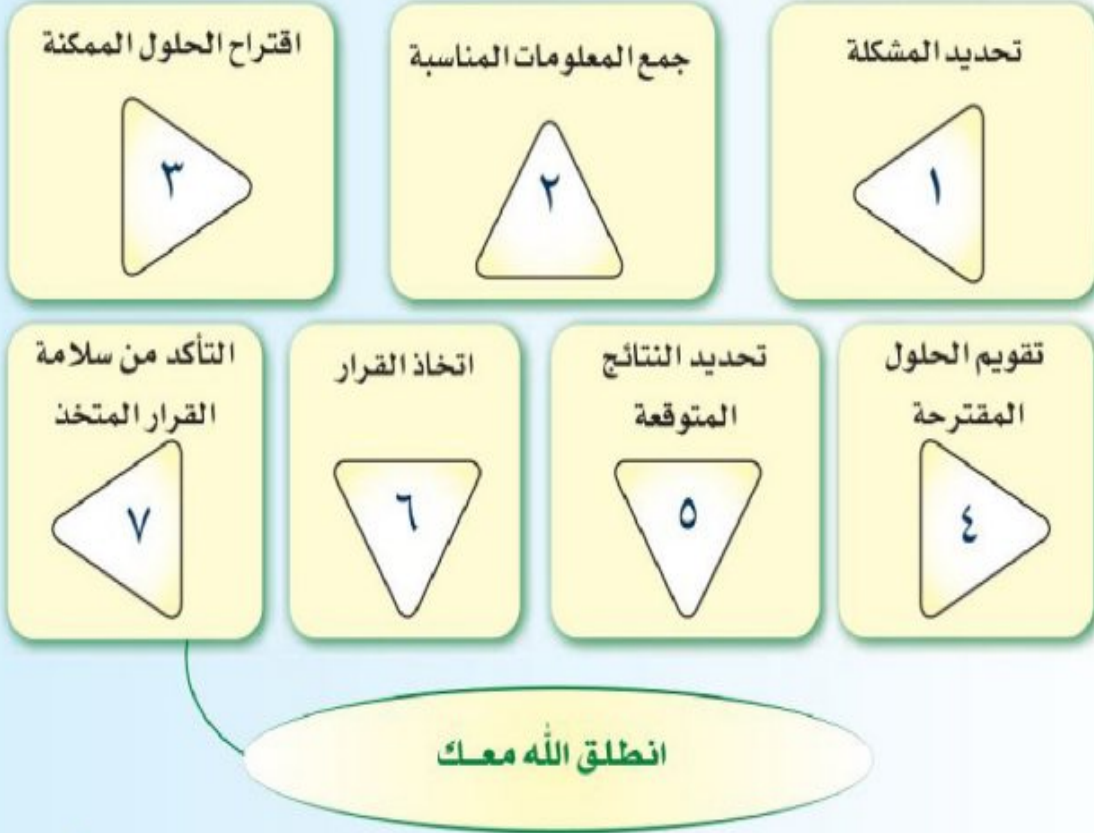 تحديد المشكلة
١
جمع المعلومات المناسبة
٢
اقتراح الحلول الممكنة
٣
تقويم الحلول
المقترحة
٤
تحديد النتائج
المتوقعة
٥
اتخاذ القرار
٦
التأكد من سلامة
القرار المتخذ
٧
انطلق الله معـك